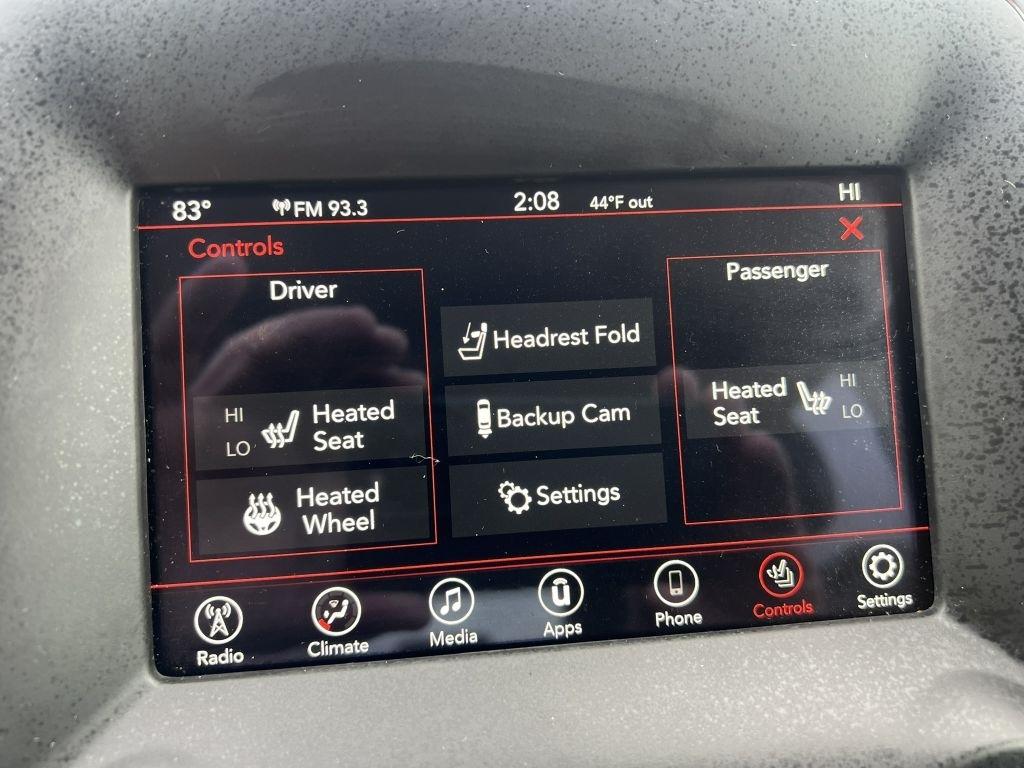 83° FM 93.3 2:08 44°F out HI
Controls
Driver
HI
LO
Heated
Seat
Heated
Wheel
Headrest Fold
Backup Cam
Settings
Passenger
Heated
Seat
HI
LO
Radio Climate Media Apps Phone Controls Settings